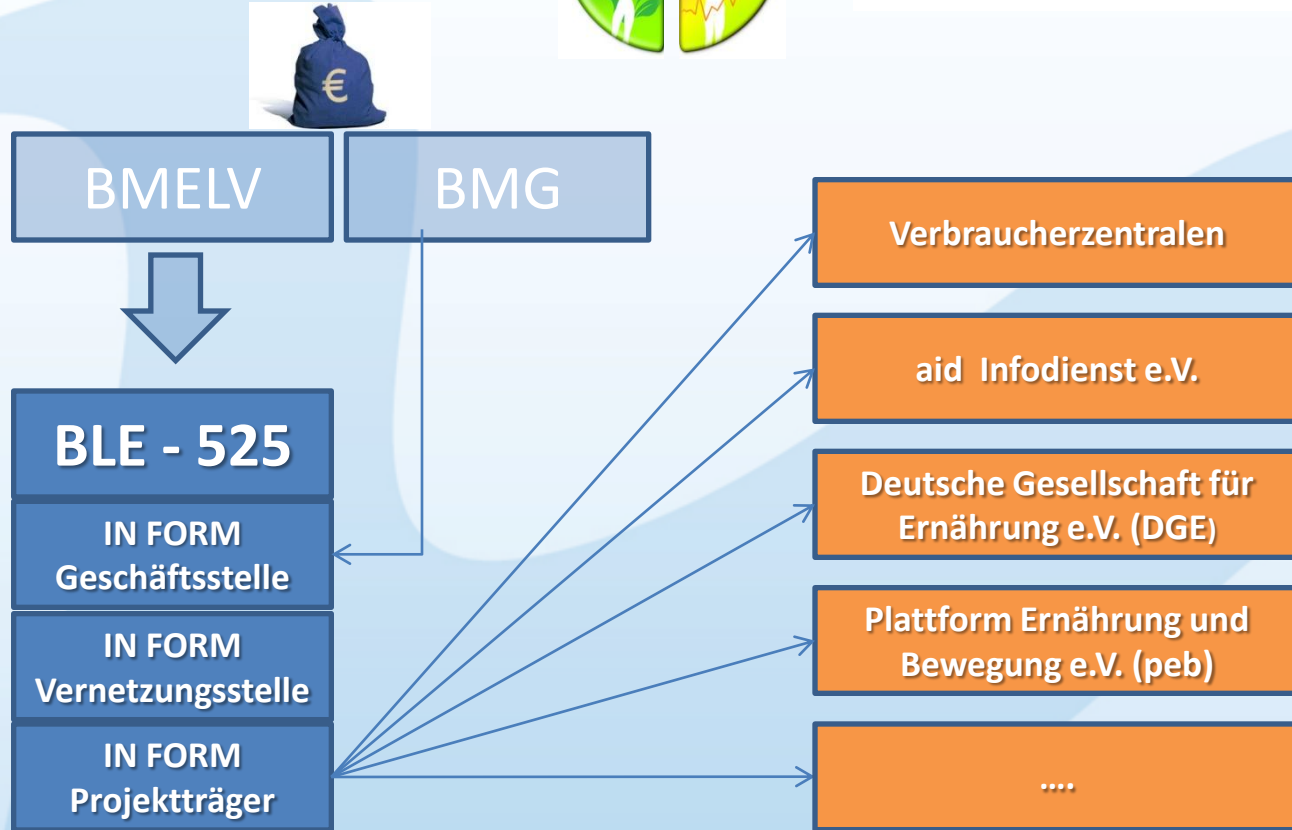 €
BMELV
BMG
BLE - 525
IN FORM
Geschäftsstelle
IN FORM
Vernetzungsstelle
IN FORM
Projektträger
Verbraucherzentralen
aid Infodienst e.V.
Deutsche Gesellschaft für
Ernährung e.V. (DGE)
Plattform Ernährung und
Bewegung e.V. (peb)
....